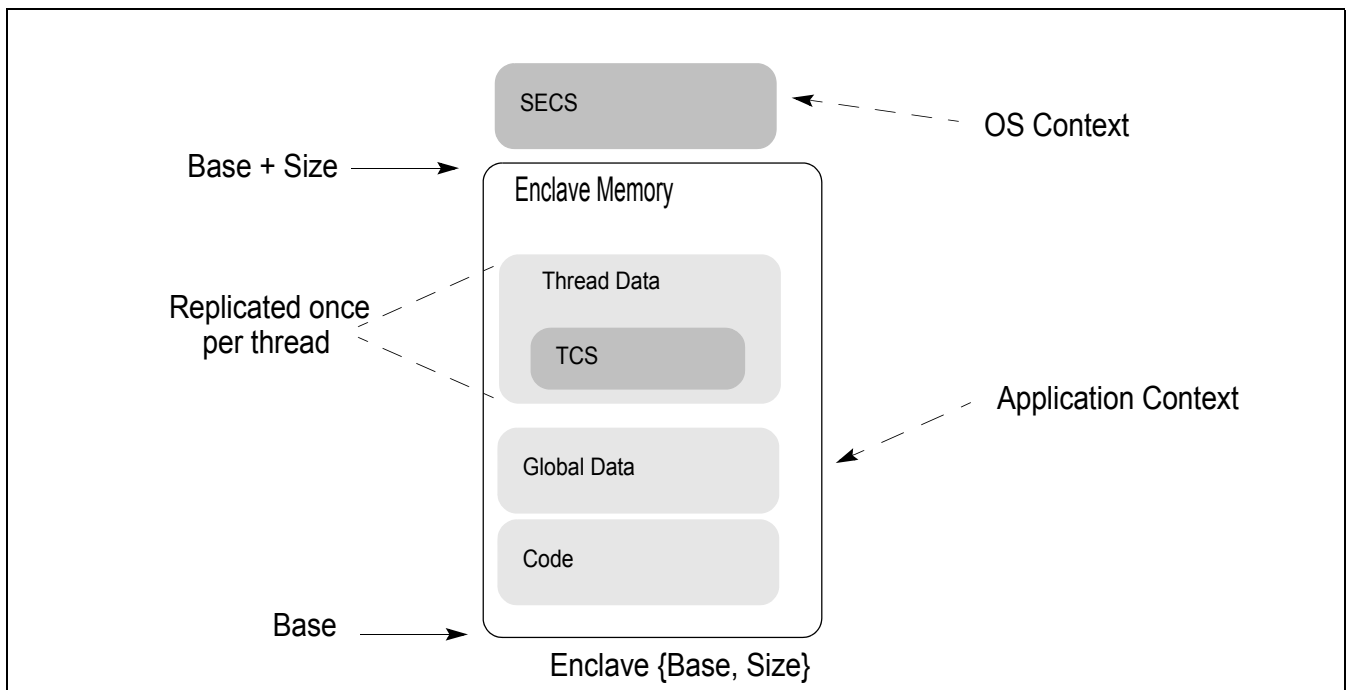 SECS
OS Context
Base + Size
Enclave Memory
Thread Data
Replicated once
per thread
TCS
Application Context
Global Data
Code
Base
Enclave {Base, Size}